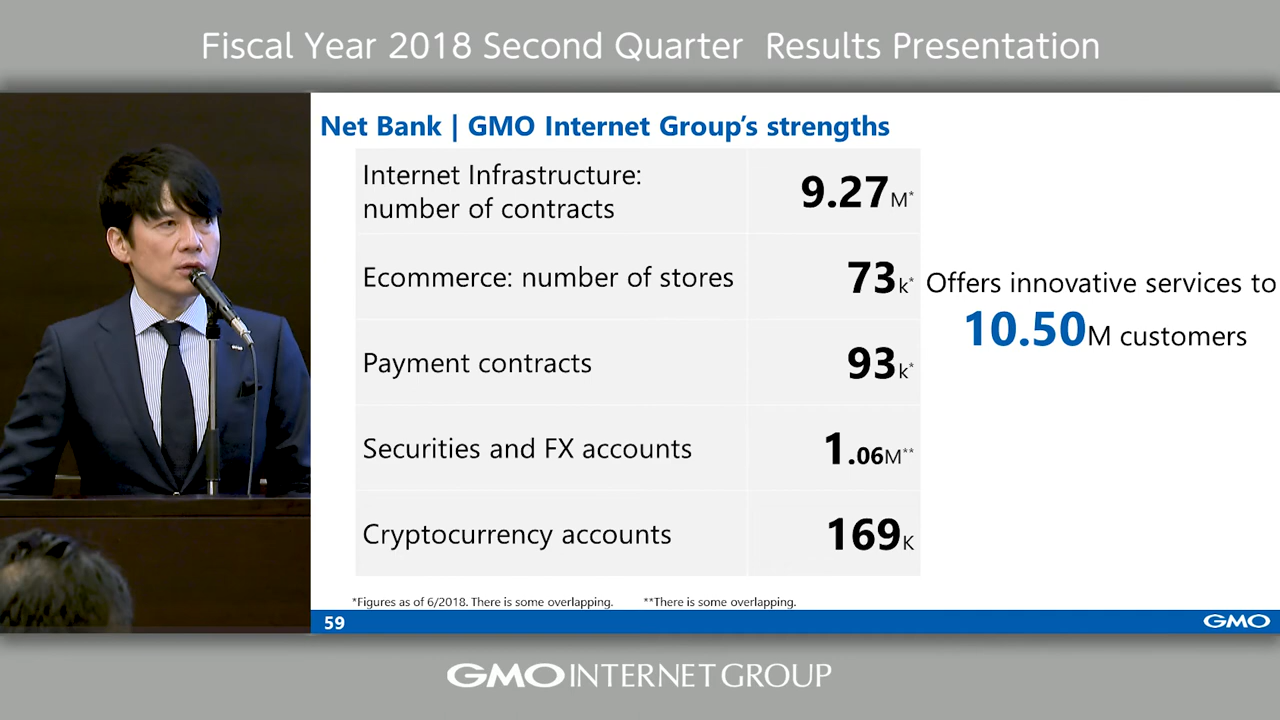 Fiscal Year 2018 Second Quarter Results Presentation
Net Bank | GMO Internet Group's strengths
Internet Infrastructure:
number of contracts
9.27M*
Ecommerce: number of stores
73k*
Payment contracts
93k*
Securities and FX accounts
1.06M**
Cryptocurrency accounts
169K
Offers innovative services to
10.50M customers
*Figures as of 6/2018. There is some overlapping. **There is some overlapping.
59
GMO
GMO INTERNET GROUP